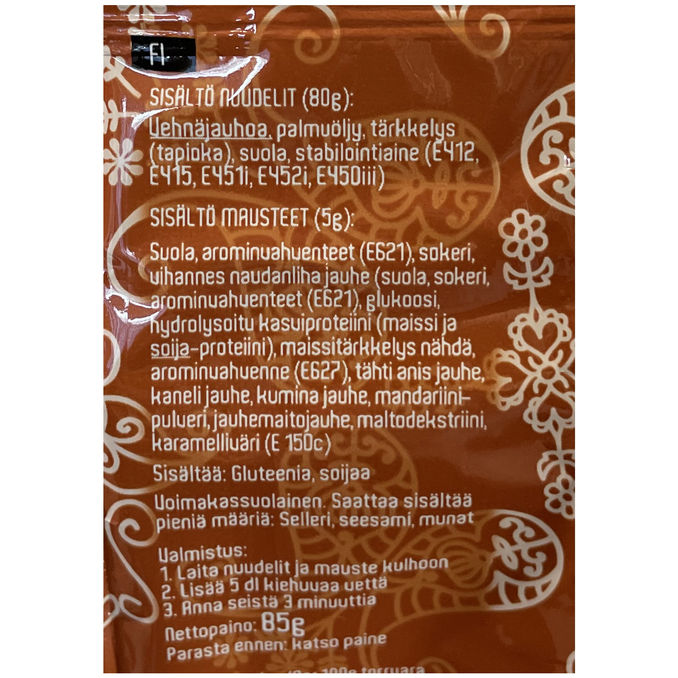 FI
SISÄLTÖ NUUDELIT (80g):
Vehnäjauhoa, palmuöljy, tärkkelys
(tapioka), suola, stabilointiaine (E412,
E415, E451i, E452i, E450iii)
SISÄLTÖ MAUSTEET (5g):
Suola, arominvahventeet (E621), sokeri,
vihannes naudanliha jauhe (suola, sokeri,
arominvahventeet (E621), glukoosi,
hydrolysoitu kasviproteiini (maissi ja
soija-proteiini), maissitärkkelys nähdä,
arominvahvenne (E627), tähti anis jauhe,
kaneli jauhe, kumina jauhe, mandariini-
pulveri, jauhemaitojauhe, maltodekstriini,
karamelliväri (E 150c)
Sisältää: Gluteenia, soijaa
Voimakassuolainen. Saattaa sisältää
pieniä määriä: Selleri, seesami, munat
Valmistus:
1. Laita nuudelit ja mauste kulhoon
2. Lisää 5 dl kiehuvaa vettä
3. Anna seistä 3 minuuttia
Nettopaino: 85g
Parasta ennen: katso paine
100g